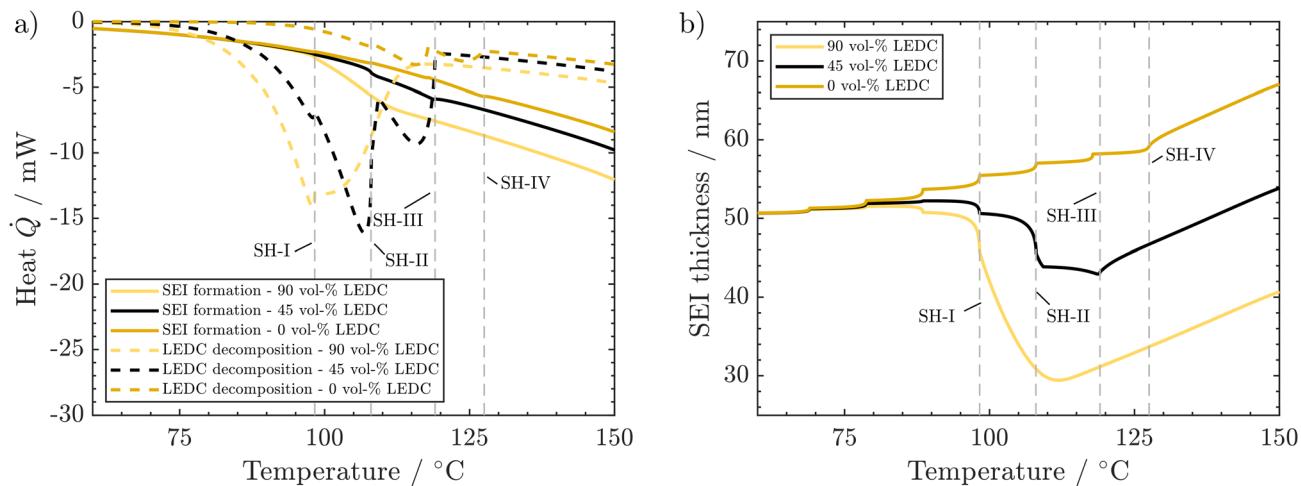 a)
0
-5
-10
-15
-20
-25
-30
Heat Q̇ / mW
SH-I
SH-II
SH-III
SH-IV
SEI formation - 90 vol-% LEDC
SEI formation - 45 vol-% LEDC
SEI formation - 0 vol-% LEDC
LEDC decomposition - 90 vol-% LEDC
LEDC decomposition - 45 vol-% LEDC
LEDC decomposition - 0 vol-% LEDC
75 100 125 150
Temperature / °C
b)
70
60
50
40
30
SEI thickness / nm
90 vol-% LEDC
45 vol-% LEDC
0 vol-% LEDC
SH-IV
SH-III
SH-I
SH-II
75 100 125 150
Temperature / °C